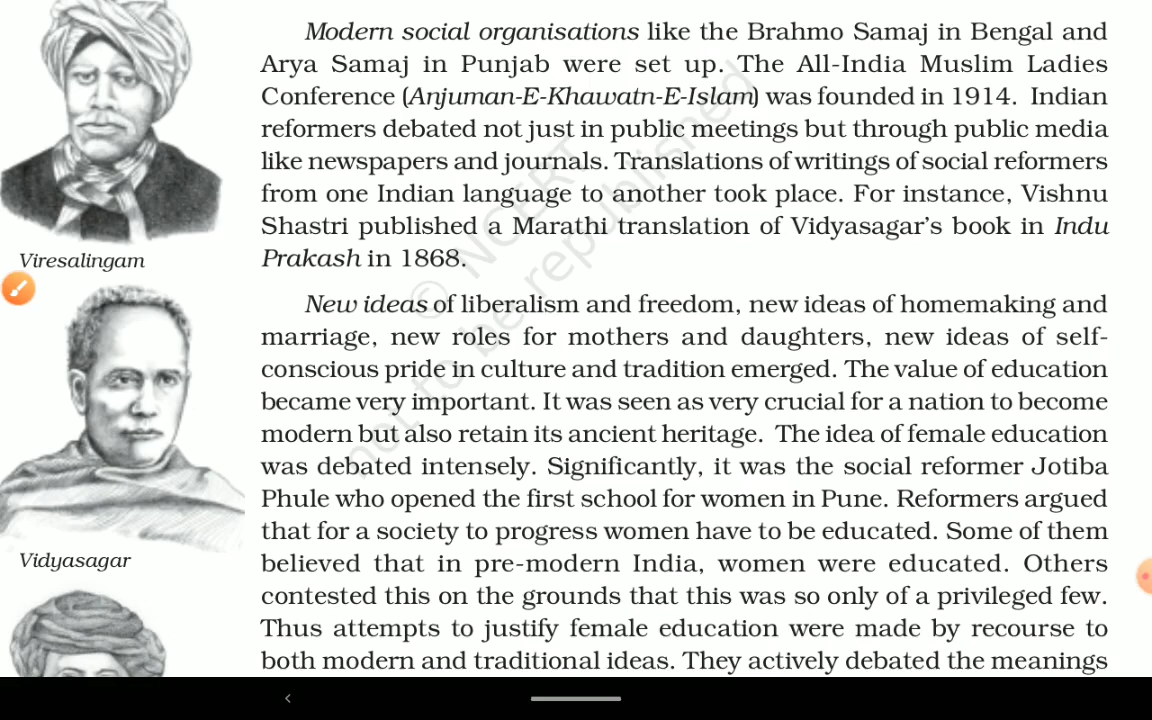 Modern social organisations like the Brahmo Samaj in Bengal and
Arya Samaj in Punjab were set up. The All-India Muslim Ladies
Conference (Anjuman-E-Khawatn-E-Islam) was founded in 1914. Indian
reformers debated not just in public meetings but through public media
like newspapers and journals. Translations of writings of social reformers
from one Indian language to another took place. For instance, Vishnu
Shastri published a Marathi translation of Vidyasagar's book in Indu
Prakash in 1868.
Viresalingam
New ideas of liberalism and freedom, new ideas of homemaking and
marriage, new roles for mothers and daughters, new ideas of self-
conscious pride in culture and tradition emerged. The value of education
became very important. It was seen as very crucial for a nation to become
modern but also retain its ancient heritage. The idea of female education
was debated intensely. Significantly, it was the social reformer Jotiba
Phule who opened the first school for women in Pune. Reformers argued
that for a society to progress women have to be educated. Some of them
believed that in pre-modern India, women were educated. Others
contested this on the grounds that this was so only of a privileged few.
Thus attempts to justify female education were made by recourse to
both modern and traditional ideas. They actively debated the meanings
Vidyasagar
© NCERT
not to be republished